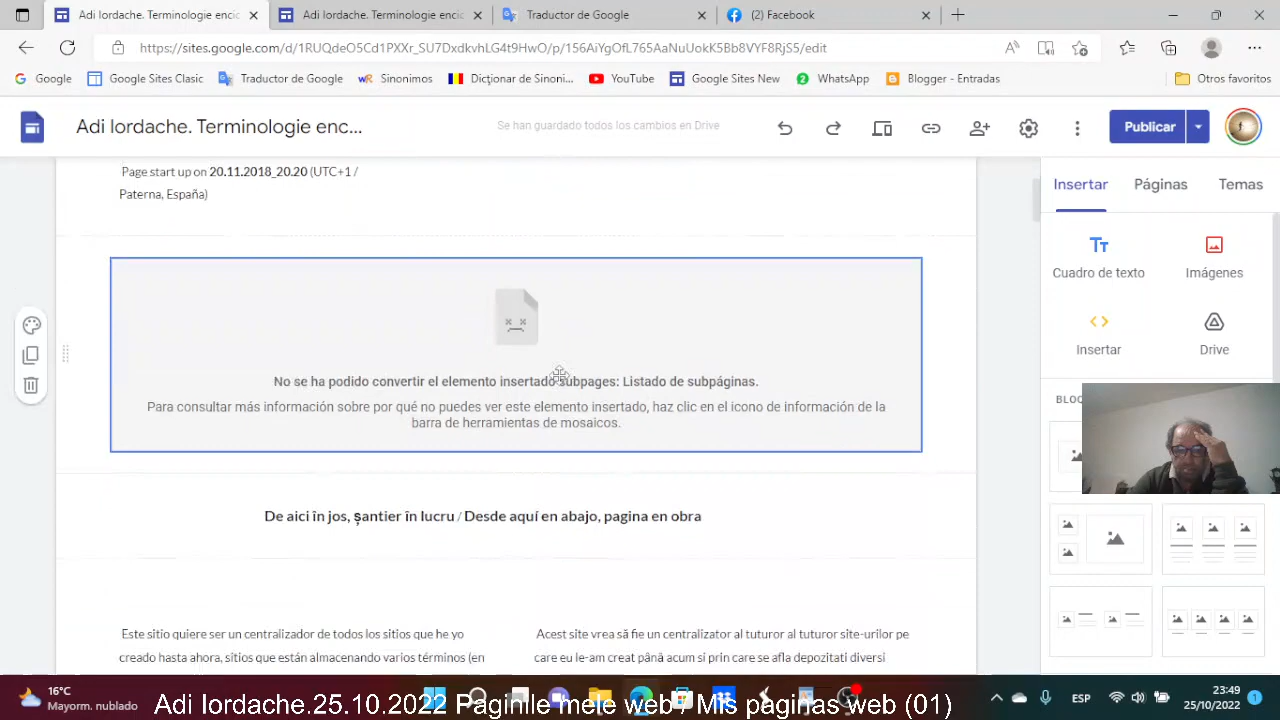 Adi Iordache. Terminologie encic
Adi Iordache. Terminologie encic
Traductor de Google
(2) Facebook
https://sites.google.com/d/1RUQdeO5Cd1PXXr_SU7DxdkvhLG4t9HwO/p/156AiYgOfL765AaNuUokK5Bb8VYF8RjS5/edit
Google
Google Sites Clasic
Traductor de Google
Sinonimos
Dicționar de Sinoni...
YouTube
Google Sites New
WhatsApp
Blogger - Entradas
Otros favoritos
Adi Iordache. Terminologie enc...
Se han guardado todos los cambios en Drive
Publicar
Page start up on 20.11.2018_20.20 (UTC+1 /
Paterna, España)
Insertar
Páginas
Temas
Cuadro de texto
Imágenes
Insertar
Drive
BLOQ
No se ha podido convertir el elemento insertado subpages: Listado de subpáginas.
Para consultar más información sobre por qué no puedes ver este elemento insertado, haz clic en el icono de información de la
barra de herramientas de mosaicos.
De aici în jos, șantier în lucru / Desde aquí en abajo, pagina en obra
Este sitio quiere ser un centralizador de todos los sitios que he yo
creado hasta ahora, sitios que están almacenando varios términos (en
Acest site vrea să fie un centralizator al tuturor al tuturor site-urilor pe
care eu le-am creat până acum si prin care se afla depozitati diversi
16°C
Mayorm. nublado
ESP
23:49
25/10/2022
Adi Iordache.25.10.2022 Paginile mele web / Mis páginas web (01)